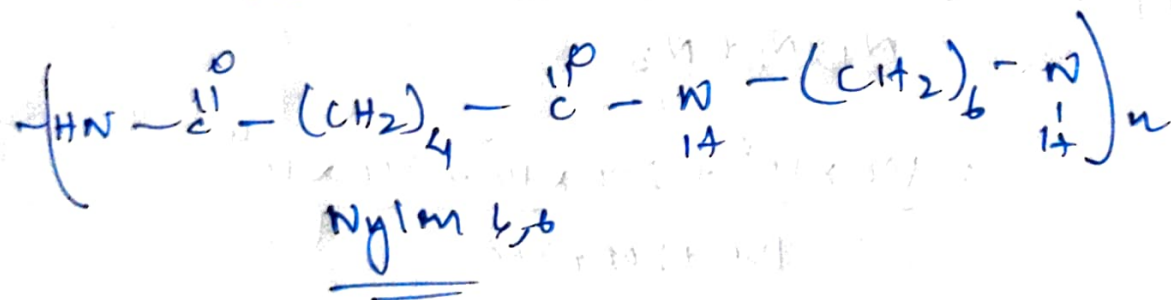 -(HN - C(=O) - (CH2)4 - C(=O) - N(H) - (CH2)6 - N(H))n
Nylon 6,6